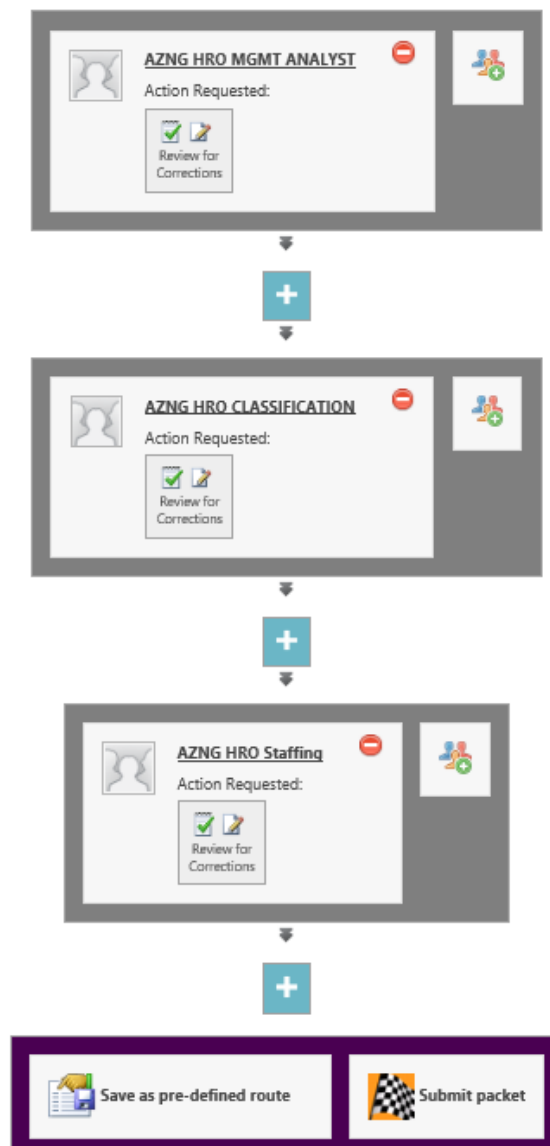 AZNG HRO MGMT ANALYST
Action Requested:
Review for
Corrections
AZNG HRO CLASSIFICATION
Action Requested:
Review for
Corrections
AZNG HRO Staffing
Action Requested:
Review for
Corrections
Save as pre-defined route
Submit packet